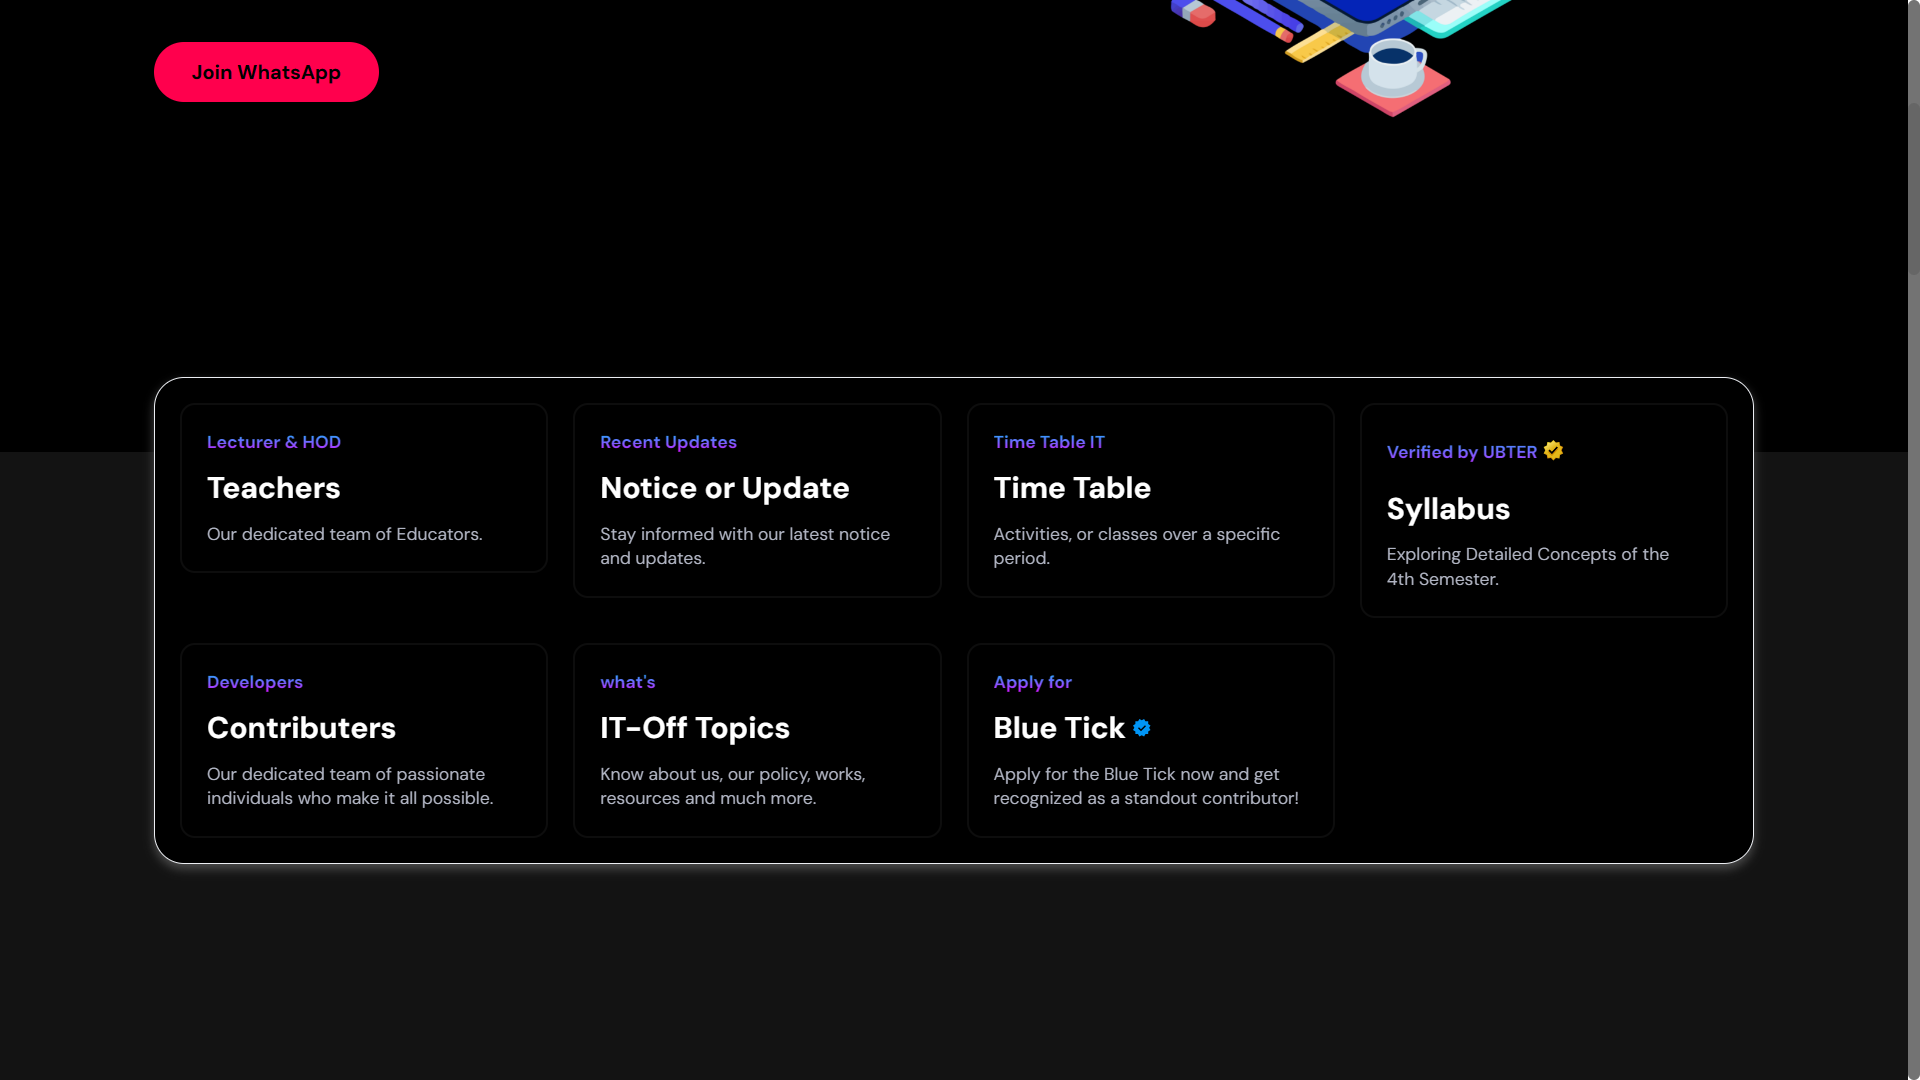 Join WhatsApp
Lecturer & HOD
Teachers
Our dedicated team of Educators.
Recent Updates
Notice or Update
Stay informed with our latest notice
and updates.
Time Table IT
Time Table
Activities, or classes over a specific
period.
Verified by UBTER
Syllabus
Exploring Detailed Concepts of the
4th Semester.
Developers
Contributers
Our dedicated team of passionate
individuals who make it all possible.
what's
IT-Off Topics
Know about us, our policy, works,
resources and much more.
Apply for
Blue Tick
Apply for the Blue Tick now and get
recognized as a standout contributor!